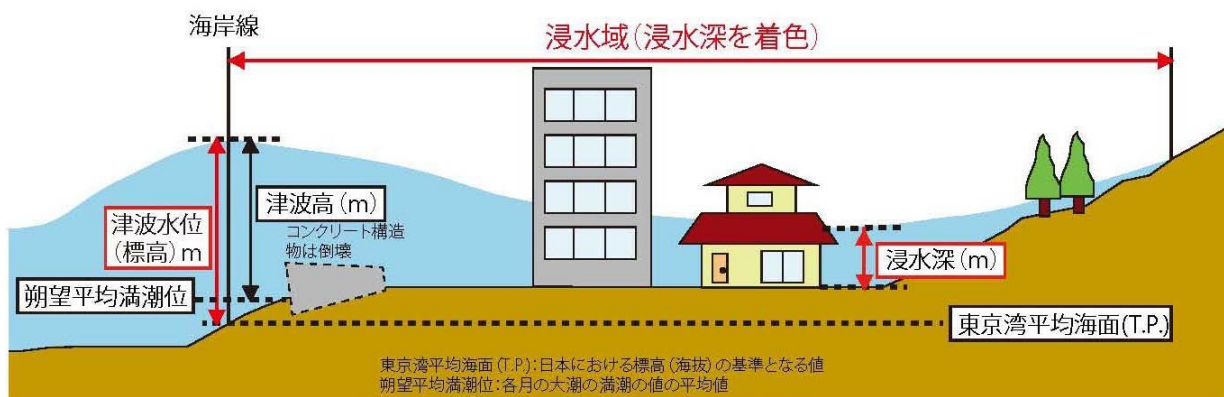 海岸線
浸水域(浸水深を着色)
津波高(m)
津波水位
(標高)m
コンクリート構造
物は倒壊
浸水深(m)
朔望平均満潮位
東京湾平均海面(T.P.)
東京湾平均海面(T.P.):日本における標高(海抜)の基準となる値
朔望平均満潮位:各月の大潮の満潮の値の平均値